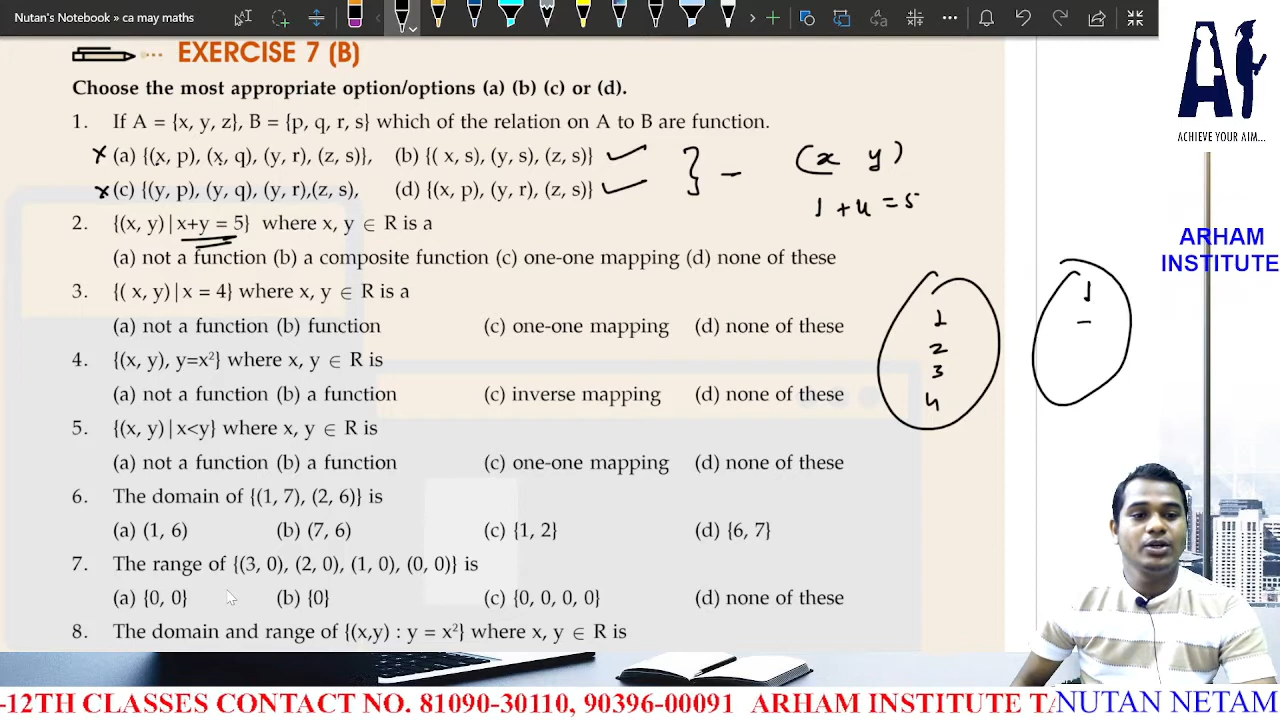 Nutan's Notebook » ca may maths
EXERCISE 7 (B)
Choose the most appropriate option/options (a) (b) (c) or (d).
1. If A = {x, y, z}, B = {p, q, r, s} which of the relation on A to B are function.
(a) {(x, p), (x, q), (y, r), (z, s)}, (b) {( x, s), (y, s), (z, s)}
(c) {(y, p), (y, q), (y, r),(z, s), (d) {(x, p), (y, r), (z, s)}
(x y)
1 + 4 = 5
2. {(x, y)|x+y = 5} where x, y ∈ R is a
(a) not a function (b) a composite function (c) one-one mapping (d) none of these
3. {( x, y)|x = 4} where x, y ∈ R is a
(a) not a function (b) function (c) one-one mapping (d) none of these
4. {(x, y), y=x²} where x, y ∈ R is
(a) not a function (b) a function (c) inverse mapping (d) none of these
5. {(x, y)|x<y} where x, y ∈ R is
(a) not a function (b) a function (c) one-one mapping (d) none of these
6. The domain of {(1, 7), (2, 6)} is
(a) (1, 6) (b) (7, 6) (c) {1, 2} (d) {6, 7}
7. The range of {(3, 0), (2, 0), (1, 0), (0, 0)} is
(a) {0, 0} (b) {0} (c) {0, 0, 0, 0} (d) none of these
8. The domain and range of {(x,y) : y = x²} where x, y ∈ R is
1
2
3
4
1
ACHIEVE YOUR AIM...
ARHAM
INSTITUTE
-12TH CLASSES CONTACT NO. 81090-30110, 90396-00091 ARHAM INSTITUTE TA
NUTAN NETAM